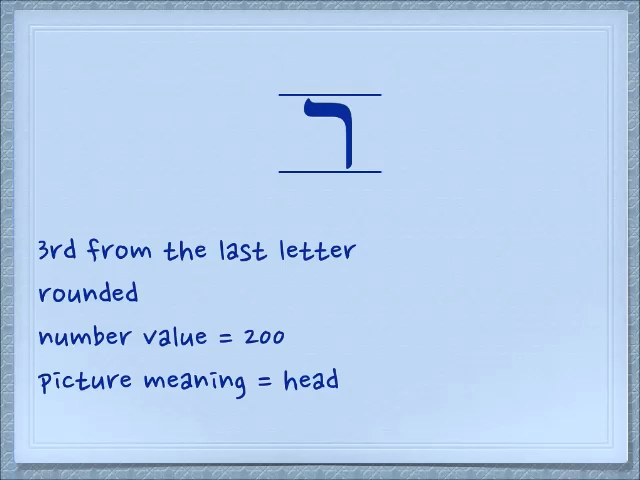 ר
3rd from the last letter
rounded
number value = 200
picture meaning = head